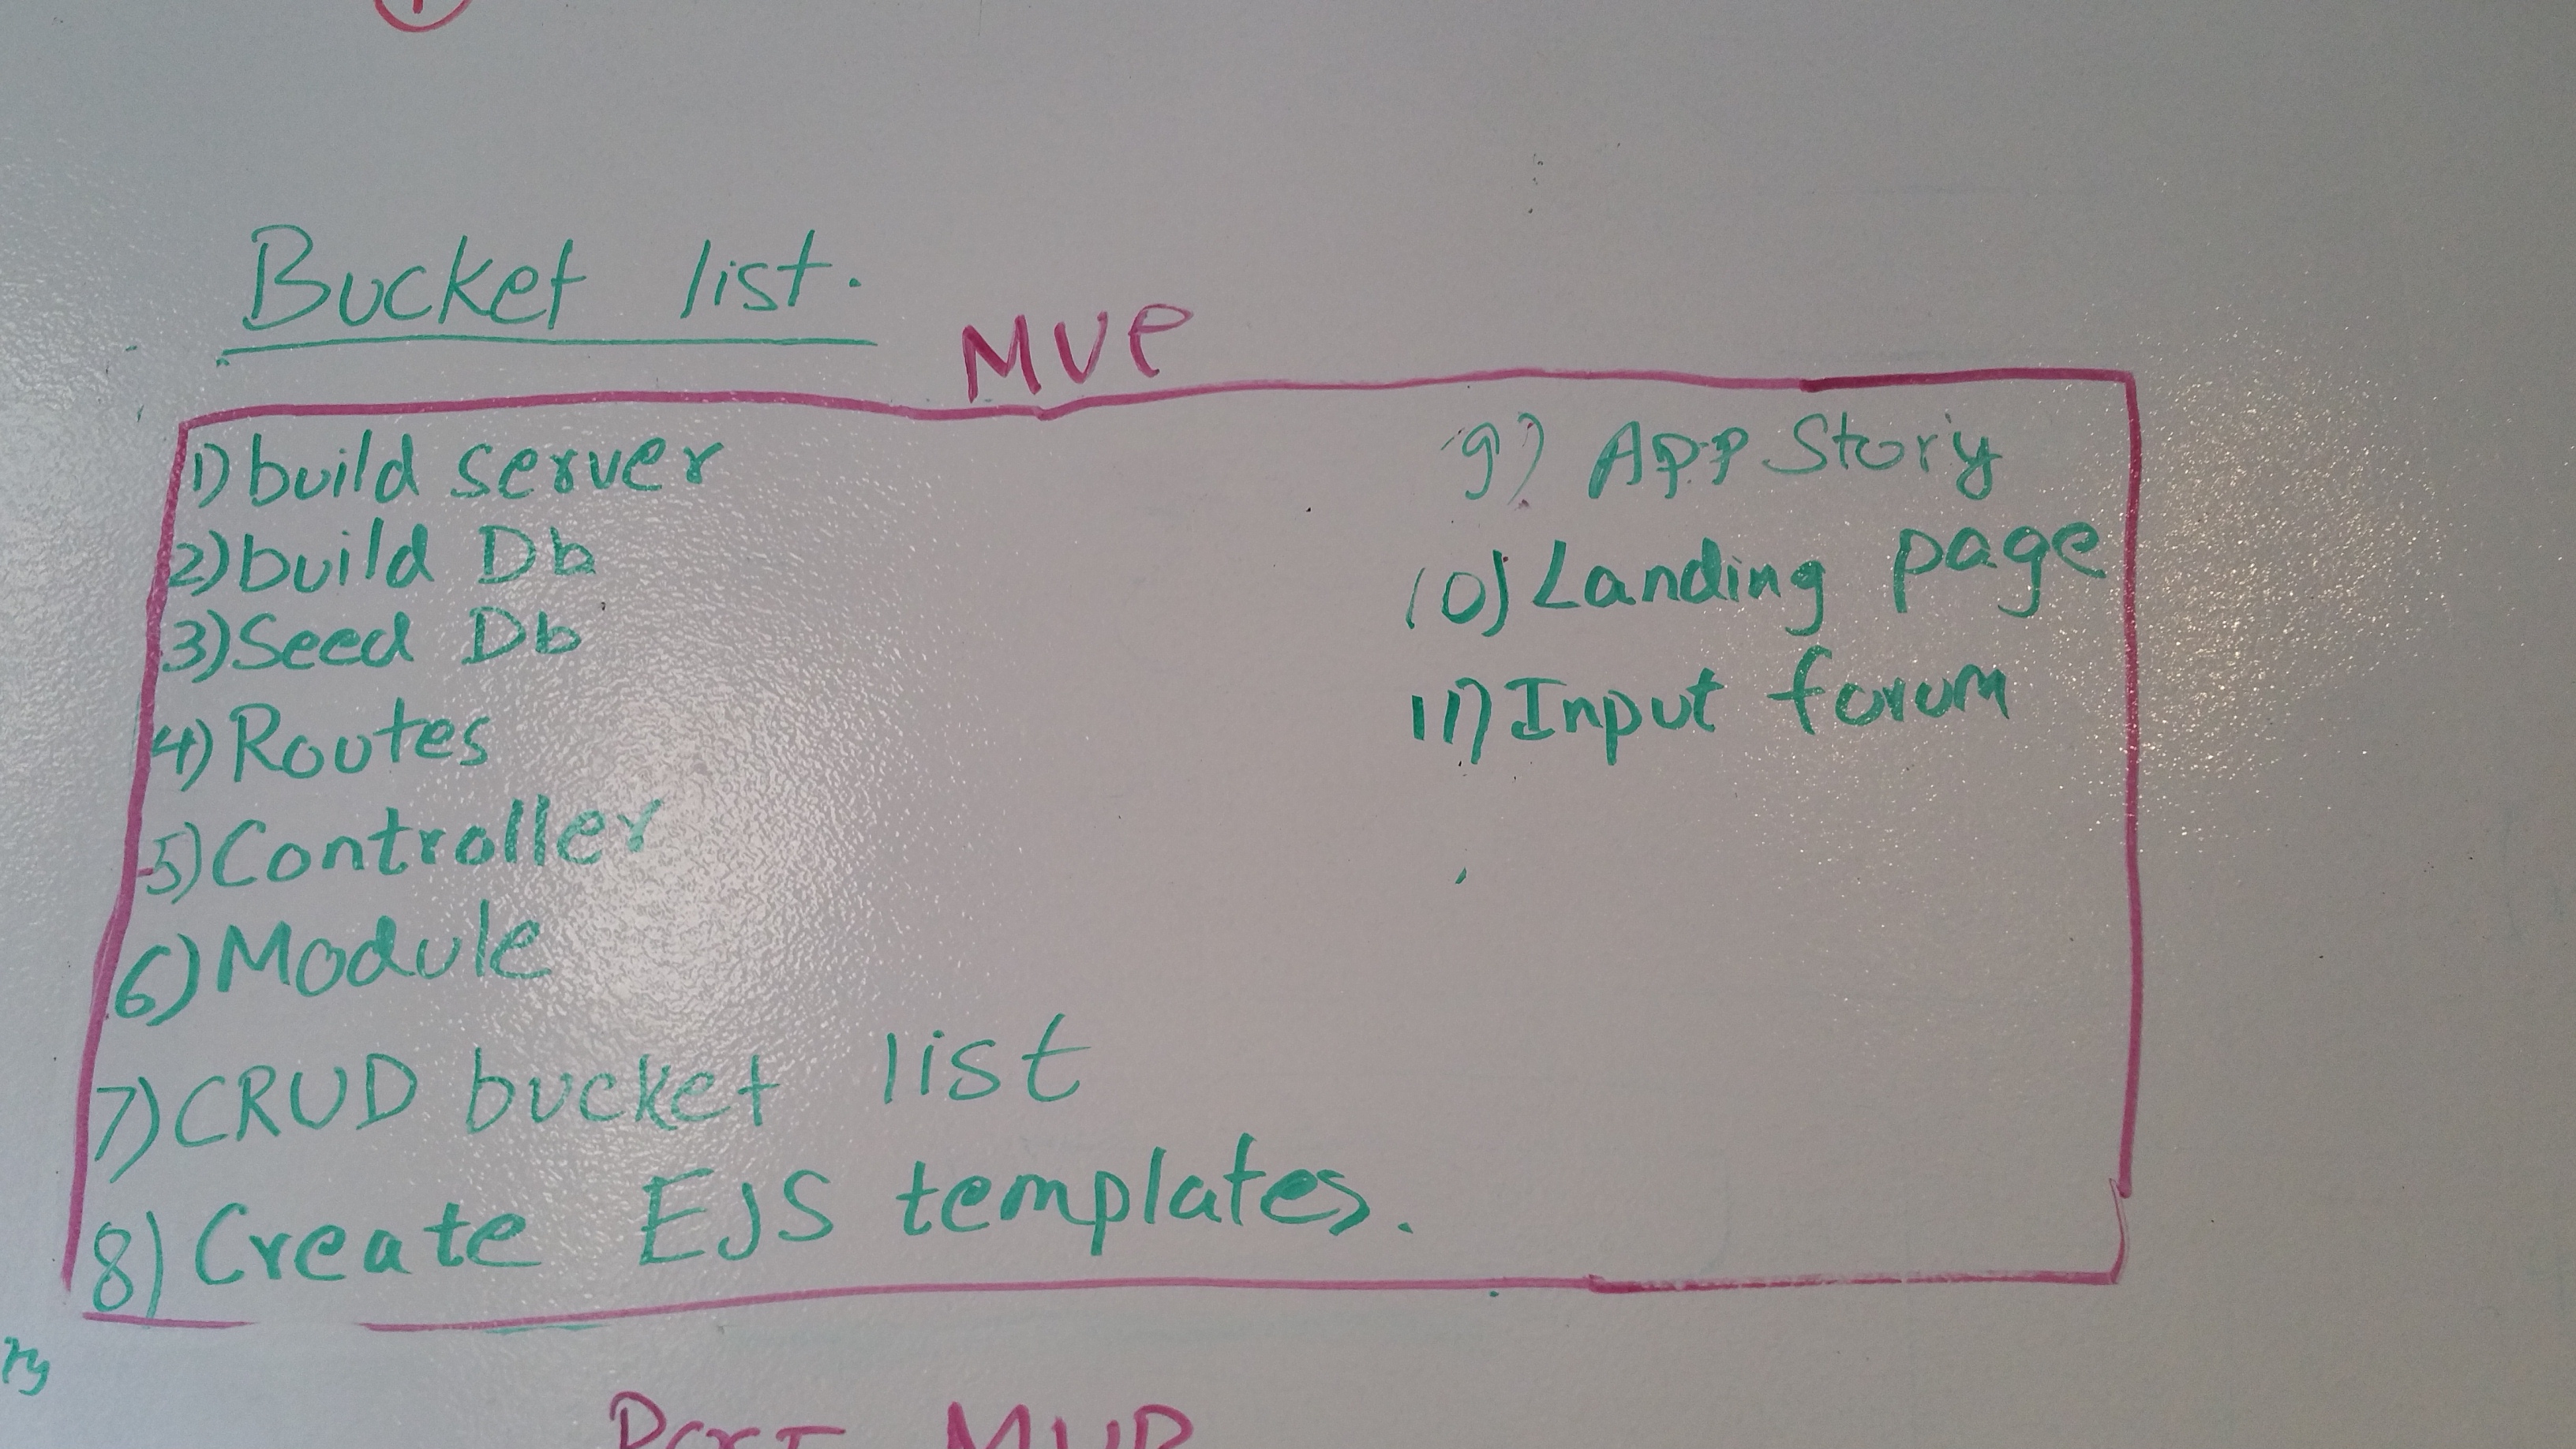 Bucket list.
MVP
1) build server
2) build Db
3) Seed Db
4) Routes
5) Controller
6) Module
7) CRUD bucket list
8) Create EJS templates.
9) App Story
10) Landing page
11) Input forum
Post MVP